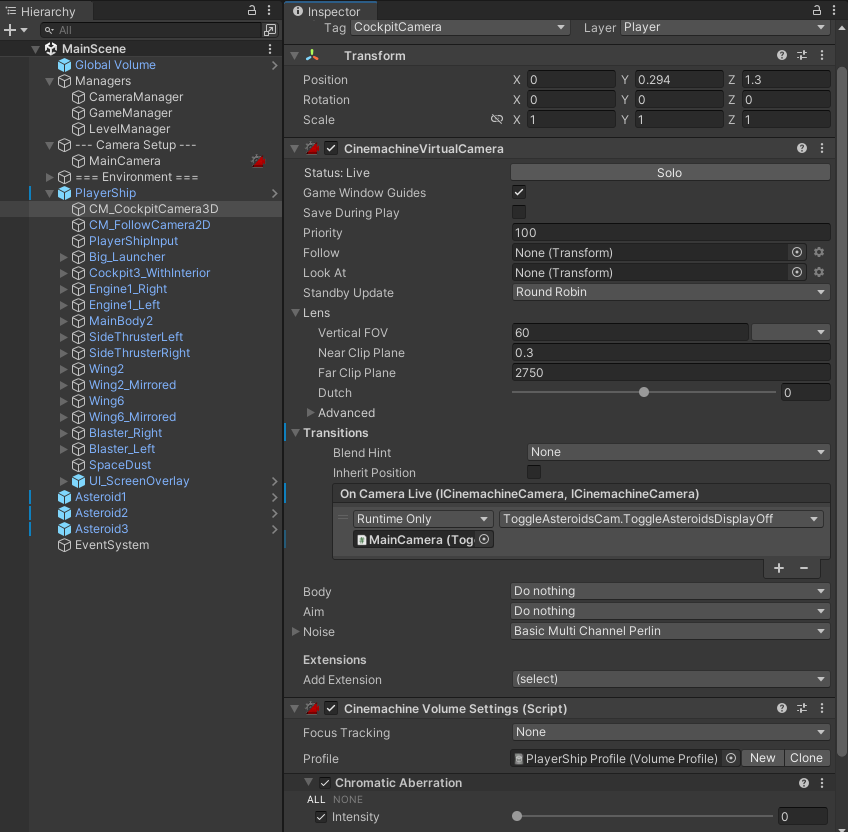 Hierarchy
All
MainScene
Global Volume
Managers
CameraManager
GameManager
LevelManager
--- Camera Setup ---
MainCamera
=== Environment ===
PlayerShip
CM_CockpitCamera3D
CM_FollowCamera2D
PlayerShipInput
Big_Launcher
Cockpit3_WithInterior
Engine1_Right
Engine1_Left
MainBody2
SideThrusterLeft
SideThrusterRight
Wing2
Wing2_Mirrored
Wing6
Wing6_Mirrored
Blaster_Right
Blaster_Left
SpaceDust
UI_ScreenOverlay
Asteroid1
Asteroid2
Asteroid3
EventSystem
Inspector
Tag CockpitCamera Layer Player
Transform
Position X 0 Y 0.294 Z 1.3
Rotation X 0 Y 0 Z 0
Scale X 1 Y 1 Z 1
CinemachineVirtualCamera
Status: Live Solo
Game Window Guides
Save During Play
Priority 100
Follow None (Transform)
Look At None (Transform)
Standby Update Round Robin
Lens
Vertical FOV 60
Near Clip Plane 0.3
Far Clip Plane 2750
Dutch 0
Advanced
Transitions
Blend Hint None
Inherit Position
On Camera Live (ICinemachineCamera, ICinemachineCamera)
Runtime Only ToggleAsteroidsCam.ToggleAsteroidsDisplayOff
MainCamera (Tog
+ −
Body Do nothing
Aim Do nothing
Noise Basic Multi Channel Perlin
Extensions
Add Extension (select)
Cinemachine Volume Settings (Script)
Focus Tracking None
Profile PlayerShip Profile (Volume Profile) New Clone
Chromatic Aberration
ALL NONE
Intensity 0